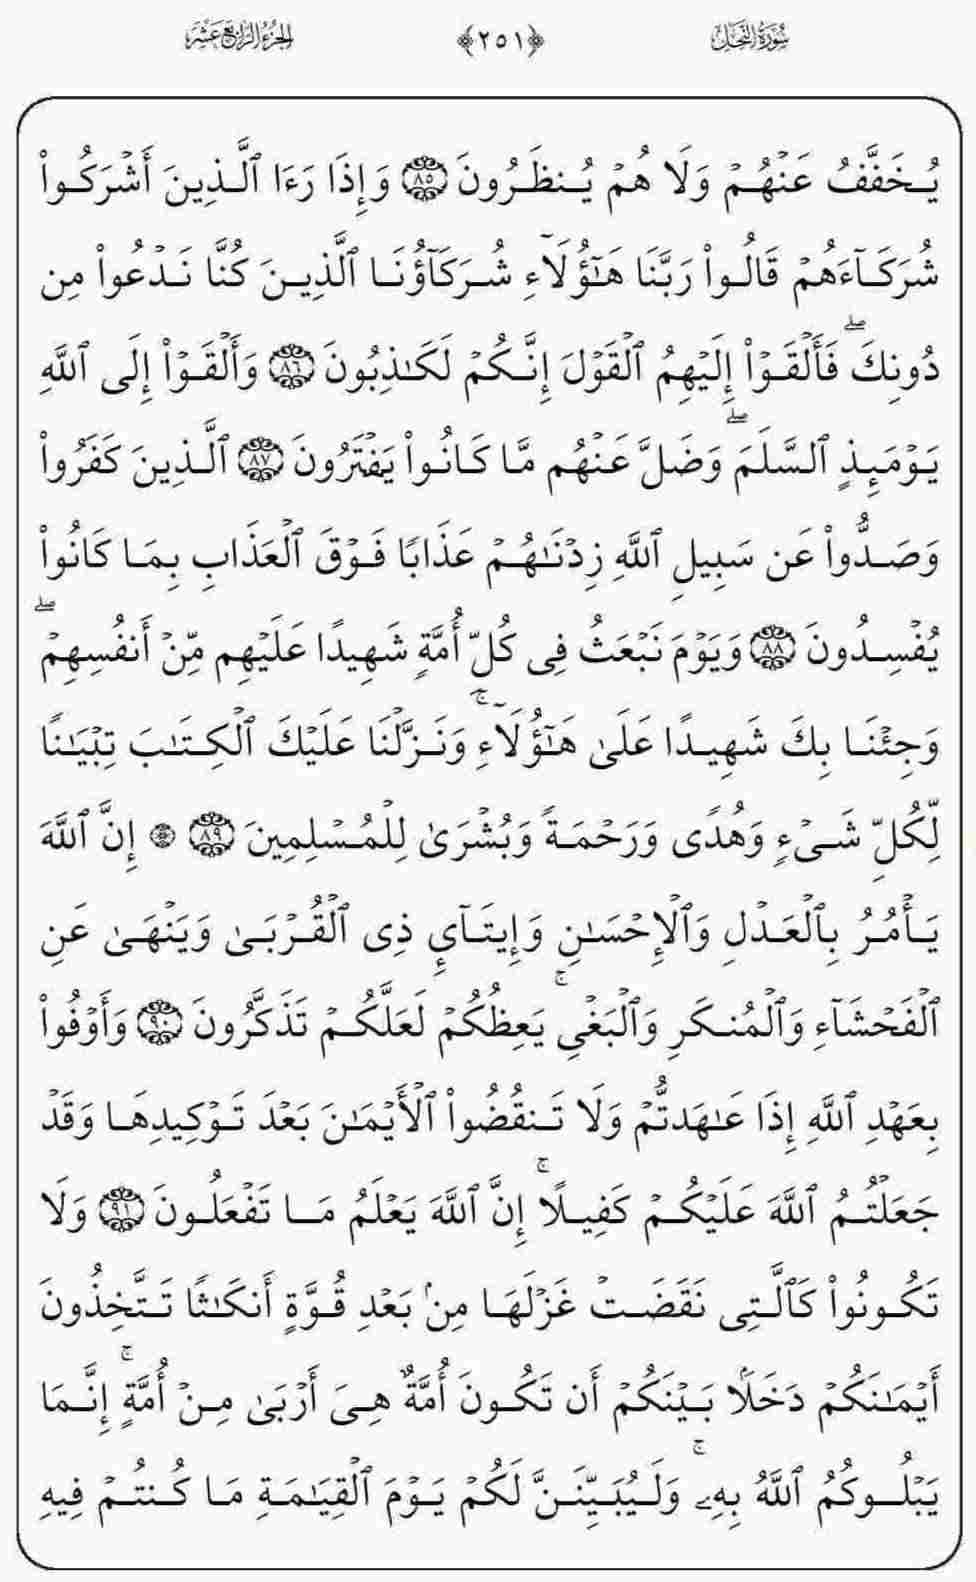 سُورَةُ النَّحْلِ ﴿٢٥١﴾ الجُزْءُ الرَّابِعَ عَشَرَ
يُخَفَّفُ عَنْهُمْ وَلَا هُمْ يُنظَرُونَ ٨٥ وَإِذَا رَءَا ٱلَّذِينَ أَشْرَكُوا۟
شُرَكَآءَهُمْ قَالُوا۟ رَبَّنَا هَـٰٓؤُلَآءِ شُرَكَآؤُنَا ٱلَّذِينَ كُنَّا نَدْعُوا۟ مِن
دُونِكَ ۖ فَأَلْقَوْا۟ إِلَيْهِمُ ٱلْقَوْلَ إِنَّكُمْ لَكَـٰذِبُونَ ٨٦ وَأَلْقَوْا۟ إِلَى ٱللَّهِ
يَوْمَئِذٍ ٱلسَّلَمَ ۖ وَضَلَّ عَنْهُم مَّا كَانُوا۟ يَفْتَرُونَ ٨٧ ٱلَّذِينَ كَفَرُوا۟
وَصَدُّوا۟ عَن سَبِيلِ ٱللَّهِ زِدْنَـٰهُمْ عَذَابًا فَوْقَ ٱلْعَذَابِ بِمَا كَانُوا۟
يُفْسِدُونَ ٨٨ وَيَوْمَ نَبْعَثُ فِى كُلِّ أُمَّةٍ شَهِيدًا عَلَيْهِم مِّنْ أَنفُسِهِمْ ۖ
وَجِئْنَا بِكَ شَهِيدًا عَلَىٰ هَـٰٓؤُلَآءِ ۚ وَنَزَّلْنَا عَلَيْكَ ٱلْكِتَـٰبَ تِبْيَـٰنًا
لِّكُلِّ شَىْءٍ وَهُدًى وَرَحْمَةً وَبُشْرَىٰ لِلْمُسْلِمِينَ ٨٩ ۞ إِنَّ ٱللَّهَ
يَأْمُرُ بِٱلْعَدْلِ وَٱلْإِحْسَـٰنِ وَإِيتَآئِ ذِى ٱلْقُرْبَىٰ وَيَنْهَىٰ عَنِ
ٱلْفَحْشَآءِ وَٱلْمُنكَرِ وَٱلْبَغْىِ ۚ يَعِظُكُمْ لَعَلَّكُمْ تَذَكَّرُونَ ٩٠ وَأَوْفُوا۟
بِعَهْدِ ٱللَّهِ إِذَا عَـٰهَدتُّمْ وَلَا تَنقُضُوا۟ ٱلْأَيْمَـٰنَ بَعْدَ تَوْكِيدِهَا وَقَدْ
جَعَلْتُمُ ٱللَّهَ عَلَيْكُمْ كَفِيلًا ۚ إِنَّ ٱللَّهَ يَعْلَمُ مَا تَفْعَلُونَ ٩١ وَلَا
تَكُونُوا۟ كَٱلَّتِى نَقَضَتْ غَزْلَهَا مِنۢ بَعْدِ قُوَّةٍ أَنكَـٰثًا تَتَّخِذُونَ
أَيْمَـٰنَكُمْ دَخَلًۢا بَيْنَكُمْ أَن تَكُونَ أُمَّةٌ هِىَ أَرْبَىٰ مِنْ أُمَّةٍ ۚ إِنَّمَا
يَبْلُوكُمُ ٱللَّهُ بِهِۦ ۚ وَلَيُبَيِّنَنَّ لَكُمْ يَوْمَ ٱلْقِيَـٰمَةِ مَا كُنتُمْ فِيهِ